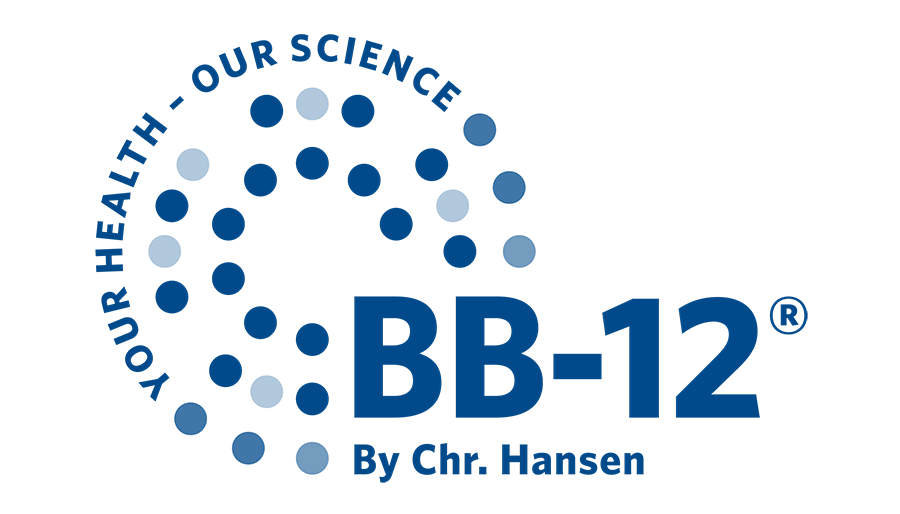 YOUR HEALTH - OUR SCIENCE
BB-12®
By Chr. Hansen